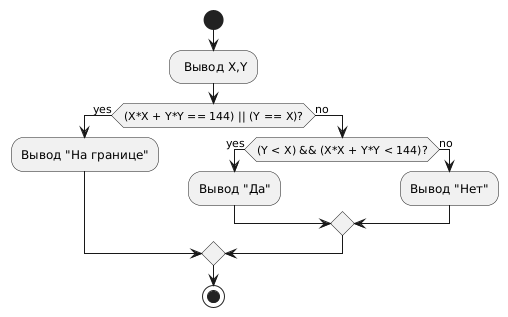 Вывод X,Y
yes
(X*X + Y*Y == 144) || (Y == X)?
no
Вывод "На границе"
yes
(Y < X) && (X*X + Y*Y < 144)?
no
Вывод "Да"
Вывод "Нет"